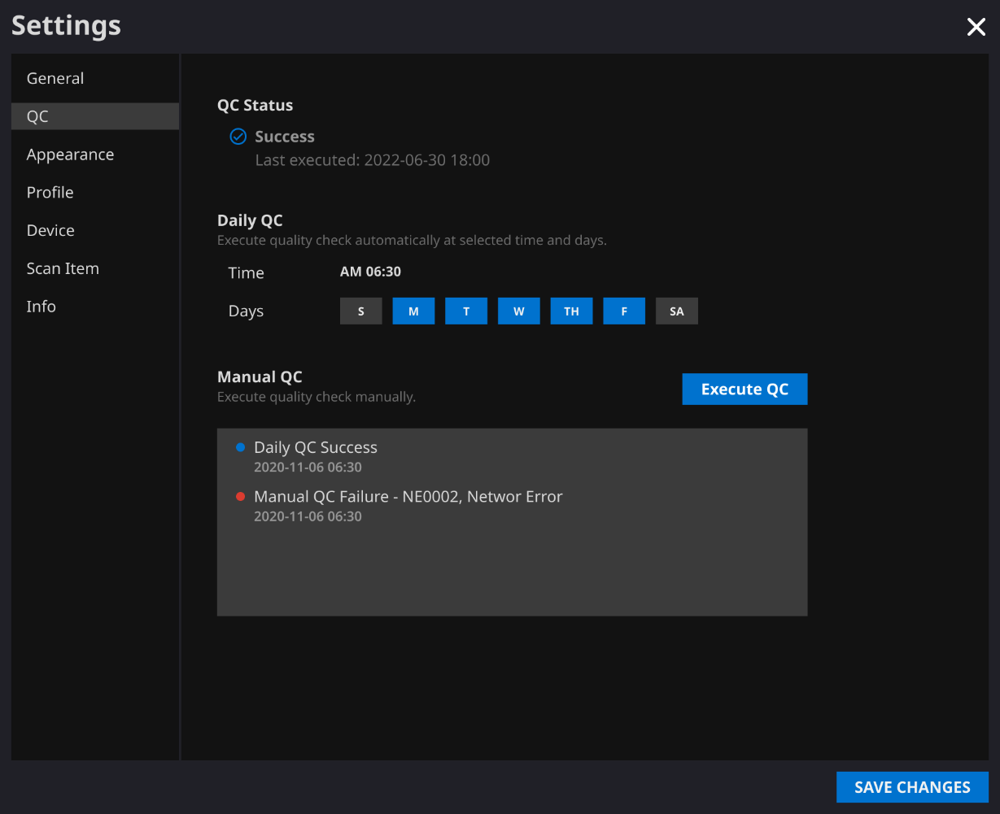 Settings
General
QC
Appearance
Profile
Device
Scan Item
Info
QC Status
Success
Last executed: 2022-06-30 18:00
Daily QC
Execute quality check automatically at selected time and days.
Time AM 06:30
Days S M T W TH F SA
Manual QC
Execute quality check manually.
Execute QC
Daily QC Success
2020-11-06 06:30
Manual QC Failure - NE0002, Networ Error
2020-11-06 06:30
SAVE CHANGES